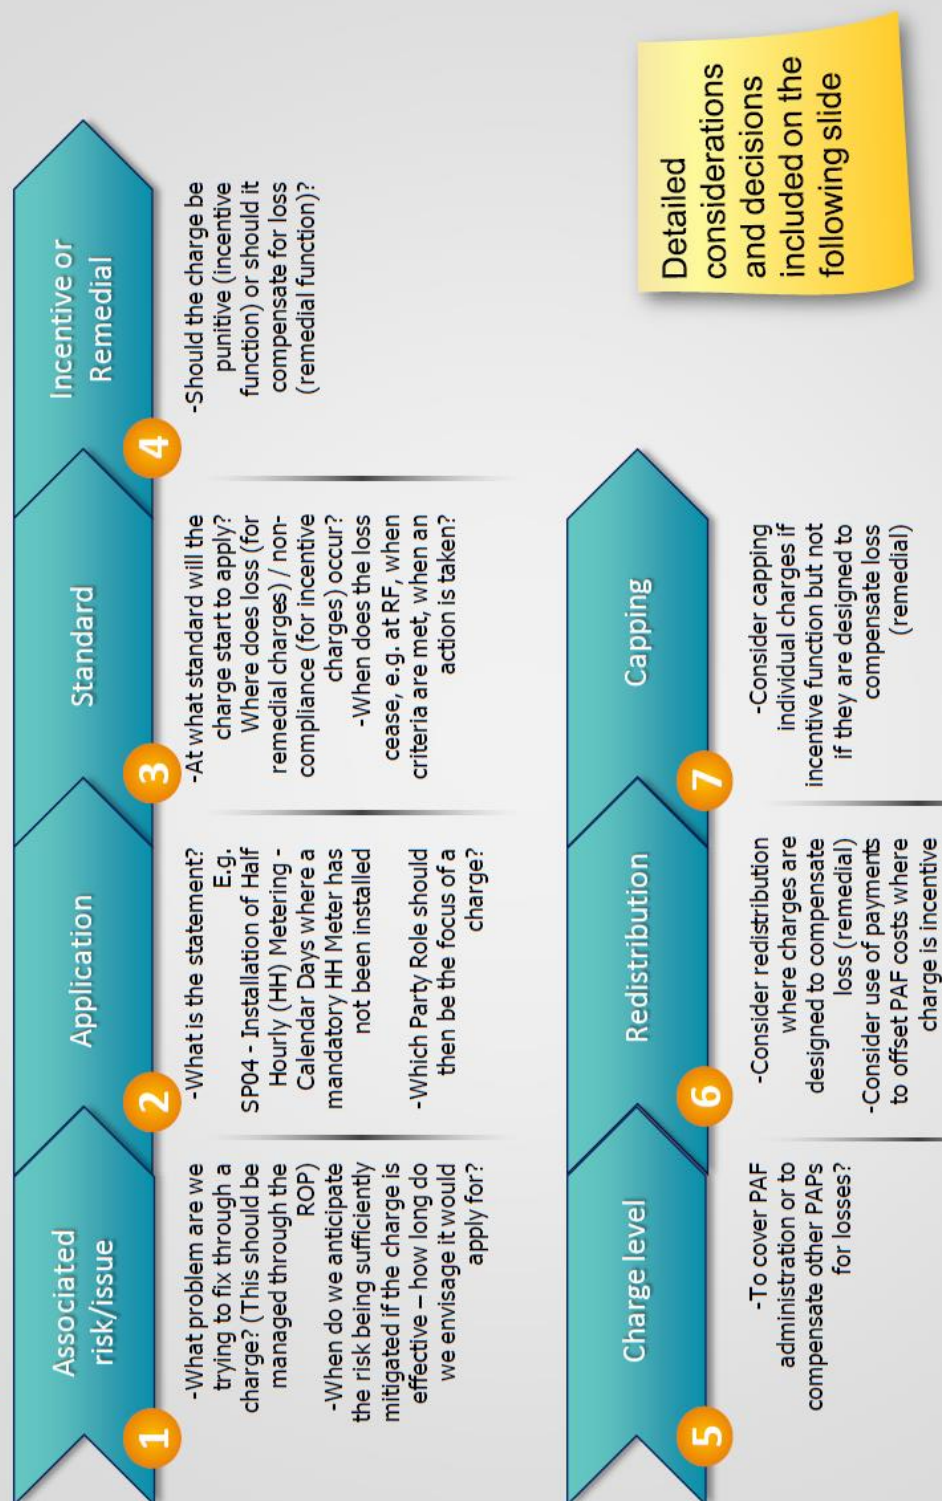 1
Associated
risk/issue
-What problem are we
trying to fix through a
charge? (This should be
managed through the
ROP)
-When do we anticipate
the risk being sufficiently
mitigated if the charge is
effective – how long do
we envisage it would
apply for?
2
Application
-What is the statement?
E.g.
SP04 - Installation of Half
Hourly (HH) Metering -
Calendar Days where a
mandatory HH Meter has
not been installed
-Which Party Role should
then be the focus of a
charge?
3
Standard
-At what standard will the
charge start to apply?
Where does loss (for
remedial charges) / non-
compliance (for incentive
charges) occur?
-When does the loss
cease, e.g. at RF, when
criteria are met, when an
action is taken?
4
Incentive or
Remedial
-Should the charge be
punitive (incentive
function) or should it
compensate for loss
(remedial function)?
5
Charge level
-To cover PAF
administration or to
compensate other PAPs
for losses?
6
Redistribution
-Consider redistribution
where charges are
designed to compensate
loss (remedial)
-Consider use of payments
to offset PAF costs where
charge is incentive
7
Capping
-Consider capping
individual charges if
incentive function but not
if they are designed to
compensate loss
(remedial)
Detailed
considerations
and decisions
included on the
following slide